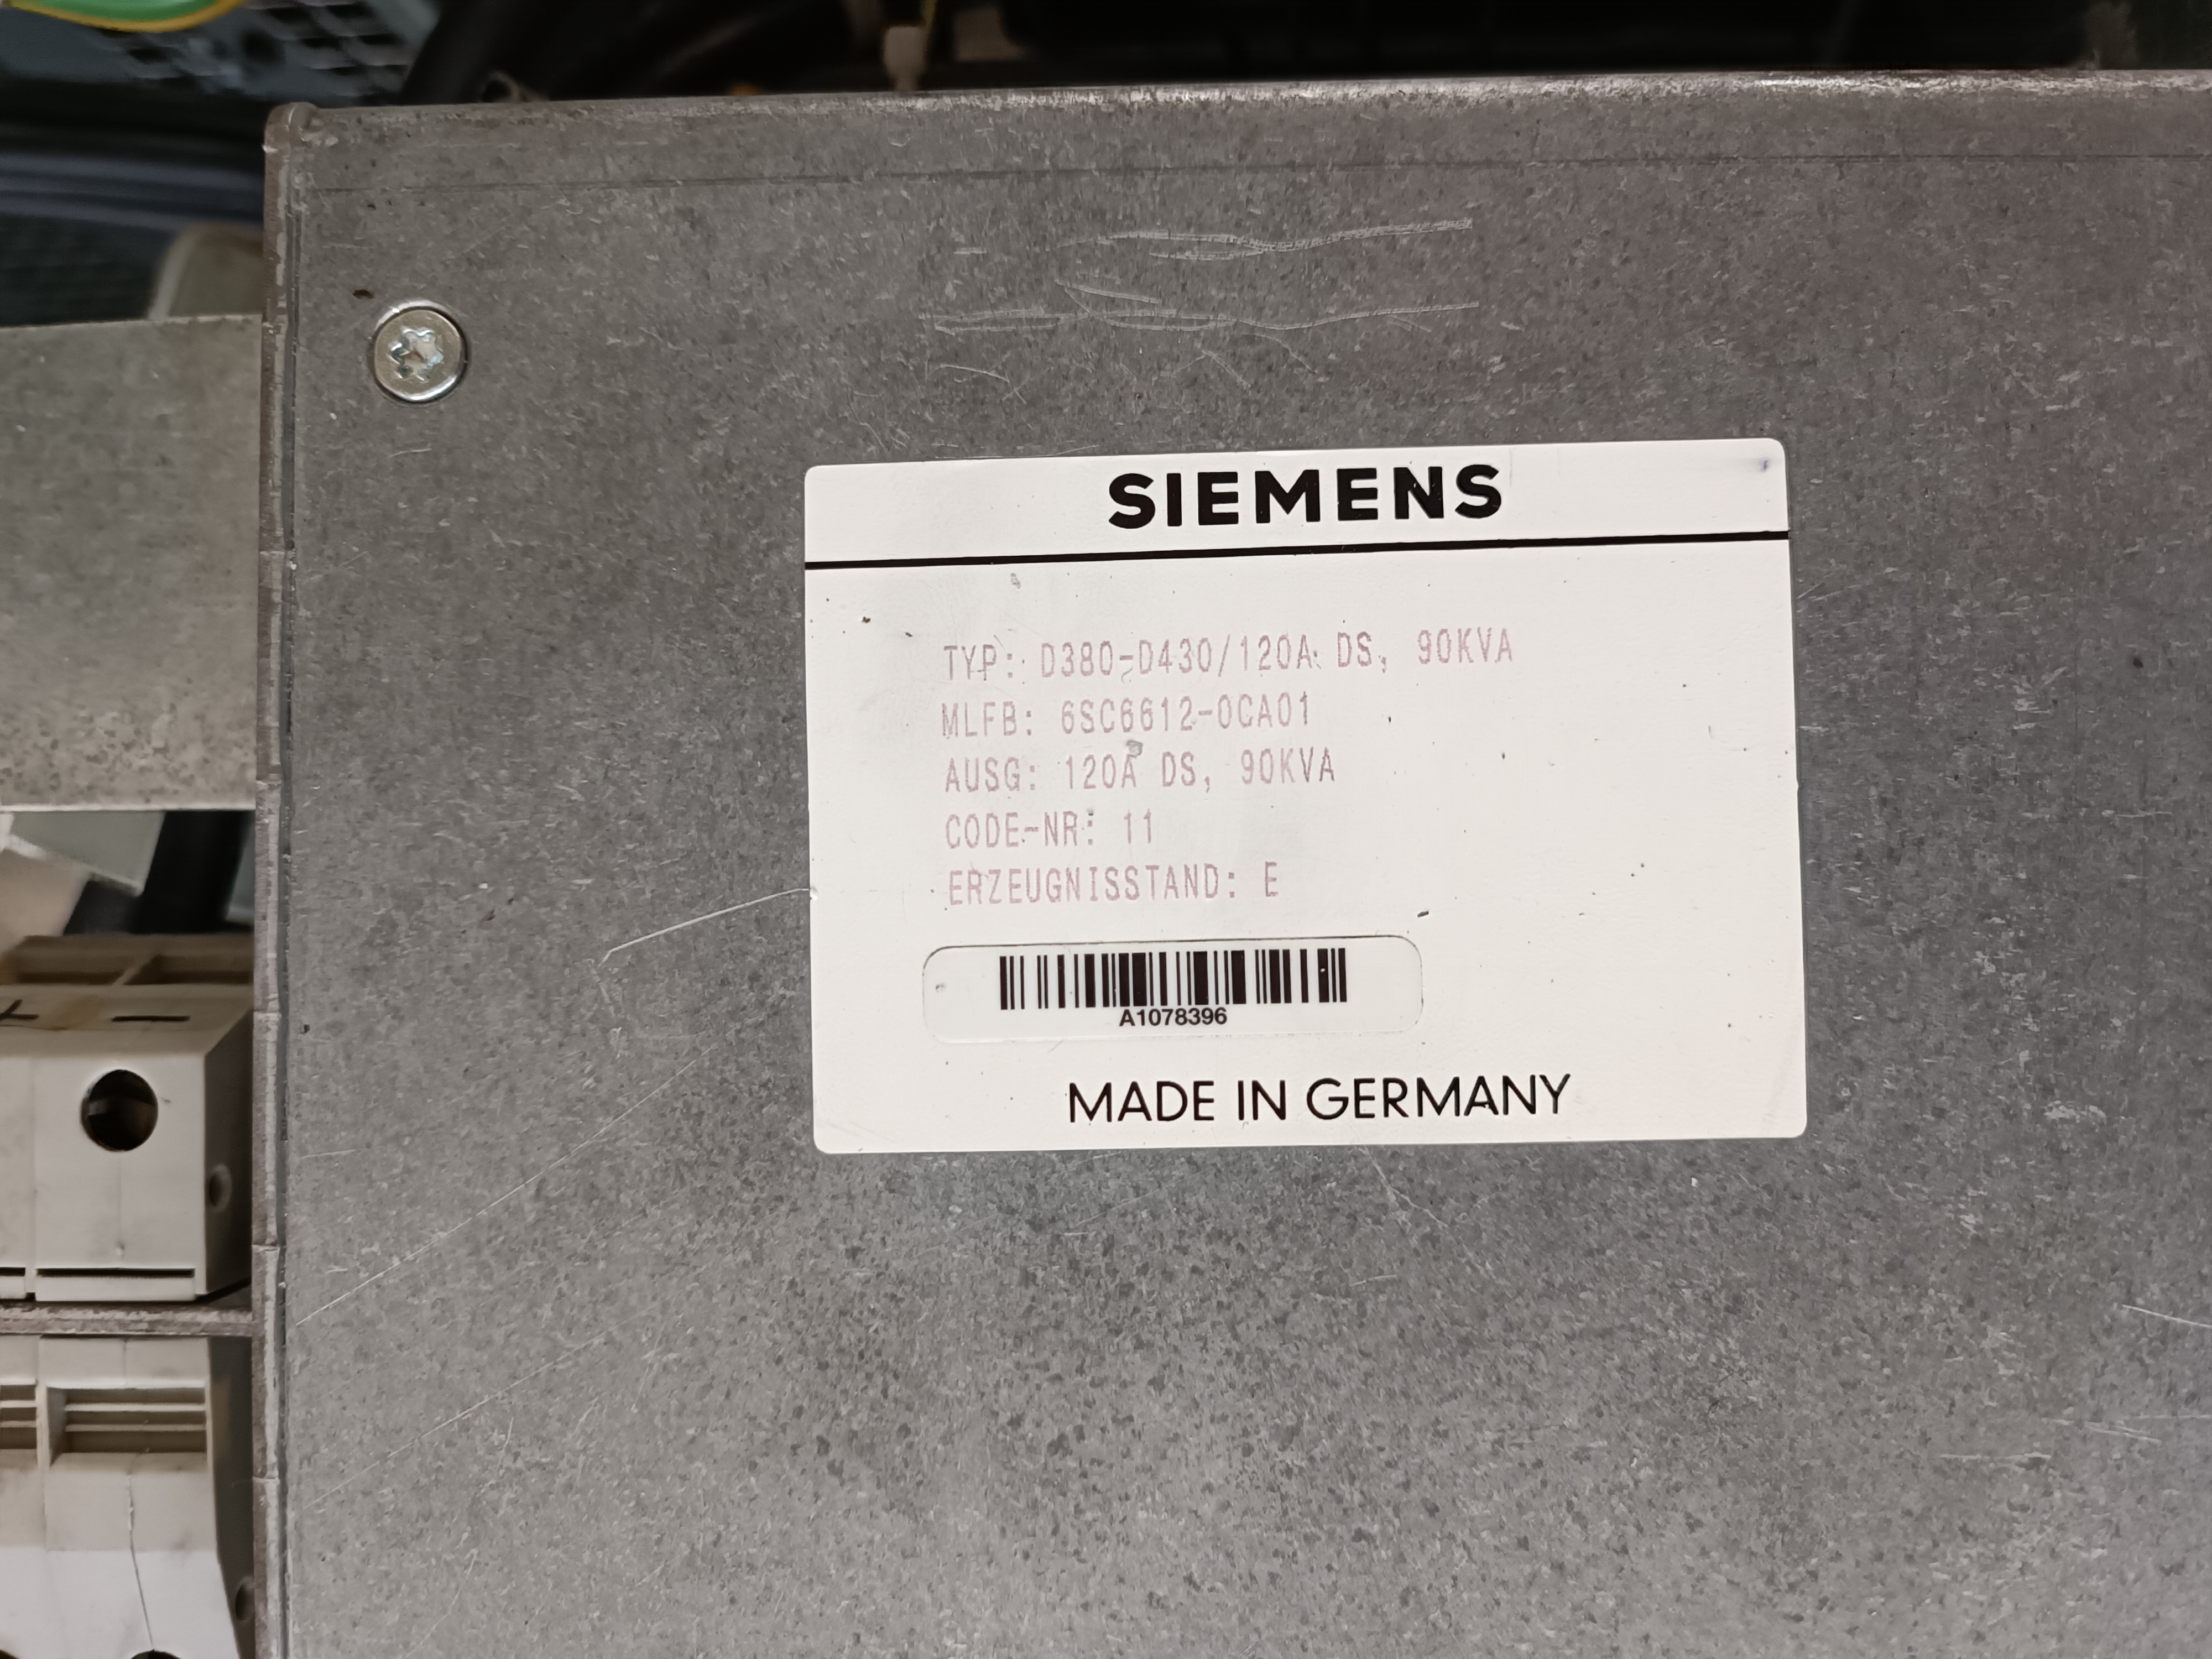 SIEMENS
TYP: D380-D430/120A DS, 90KVA
MLFB: 6SC6612-0CA01
AUSG: 120A DS, 90KVA
CODE-NR: 11
ERZEUGNISSTAND: E
A1078396
MADE IN GERMANY